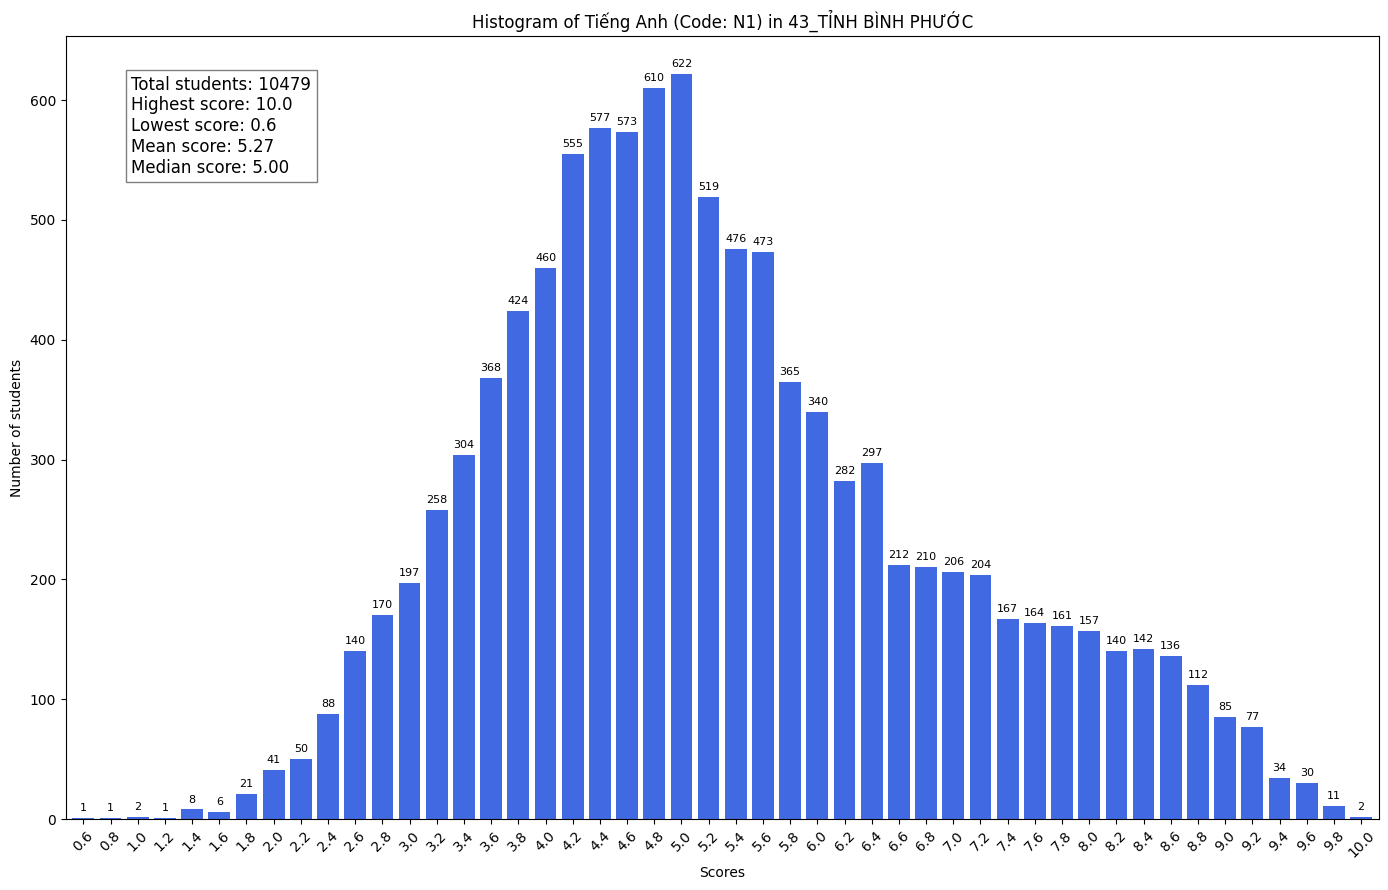 Histogram of Tiếng Anh (Code: N1) in 43_TỈNH BÌNH PHƯỚC
Total students: 10479
Highest score: 10.0
Lowest score: 0.6
Mean score: 5.27
Median score: 5.00
Number of students
600
500
400
300
200
100
0
1 1 2 1 8 6 21 41 50 88 140 170 197 258 304 368 424 460 555 577 573 610 622 519 476 473 365 340 282 297 212 210 206 204 167 164 161 157 140 142 136 112 85 77 34 30 11 2
0.6 0.8 1.0 1.2 1.4 1.6 1.8 2.0 2.2 2.4 2.6 2.8 3.0 3.2 3.4 3.6 3.8 4.0 4.2 4.4 4.6 4.8 5.0 5.2 5.4 5.6 5.8 6.0 6.2 6.4 6.6 6.8 7.0 7.2 7.4 7.6 7.8 8.0 8.2 8.4 8.6 8.8 9.0 9.2 9.4 9.6 9.8 10.0
Scores